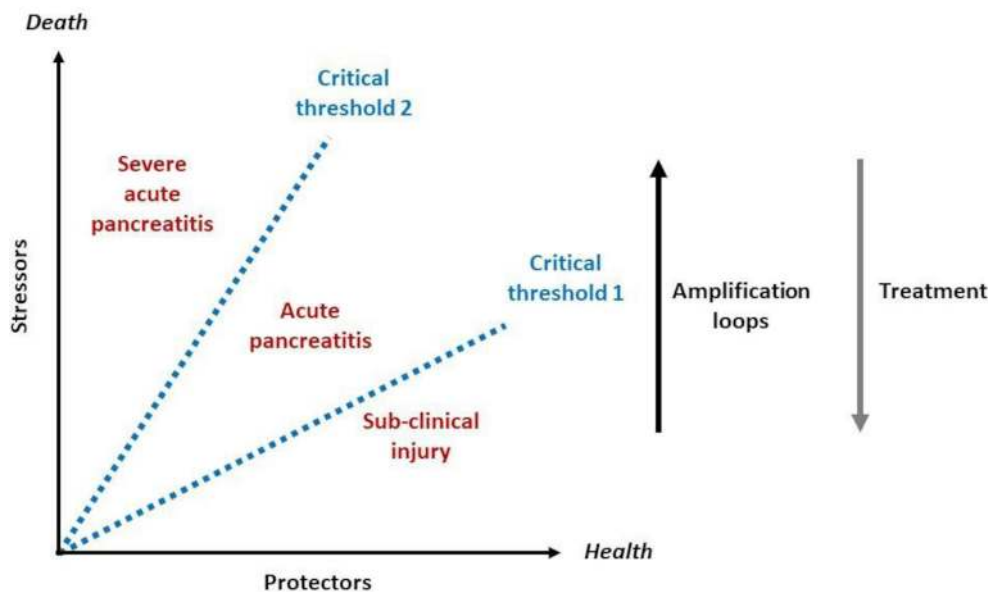 Death
Critical
threshold 2
Severe
acute
pancreatitis
Critical
threshold 1
Stressors
Acute
pancreatitis
Amplification
loops
Treatment
Sub-clinical
injury
Health
Protectors